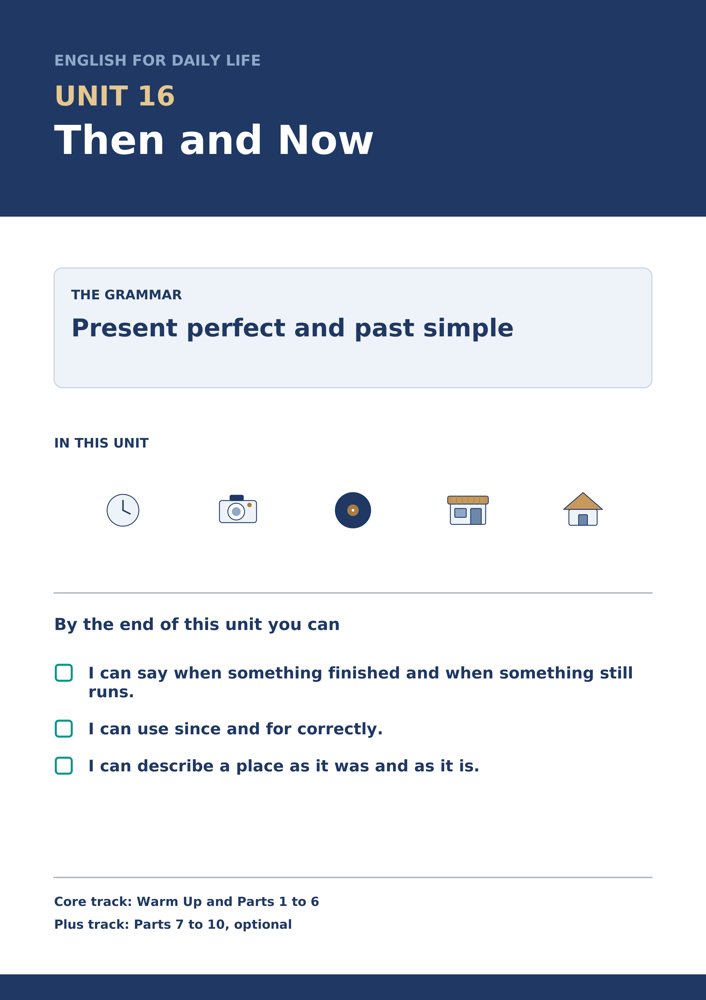 ENGLISH FOR DAILY LIFE
UNIT 16
Then and Now
THE GRAMMAR
Present perfect and past simple
IN THIS UNIT
By the end of this unit you can
I can say when something finished and when something still
runs.
I can use since and for correctly.
I can describe a place as it was and as it is.
Core track: Warm Up and Parts 1 to 6
Plus track: Parts 7 to 10, optional